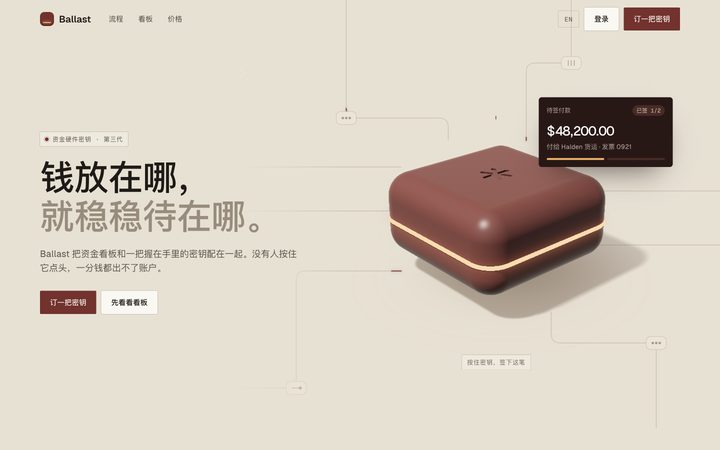 Ballast
流程
看板
价格
EN
登录
订一把密钥
资金硬件密钥 · 第三代
钱放在哪，
就稳稳待在哪。
Ballast 把资金看板和一把握在手里的密钥配在一起。没有人按住
它点头，一分钱都出不了账户。
订一把密钥
先看看看板
待签付款
已签 1/2
$48,200.00
付给 Halden 货运 · 发票 0921
按住密钥，签下这笔